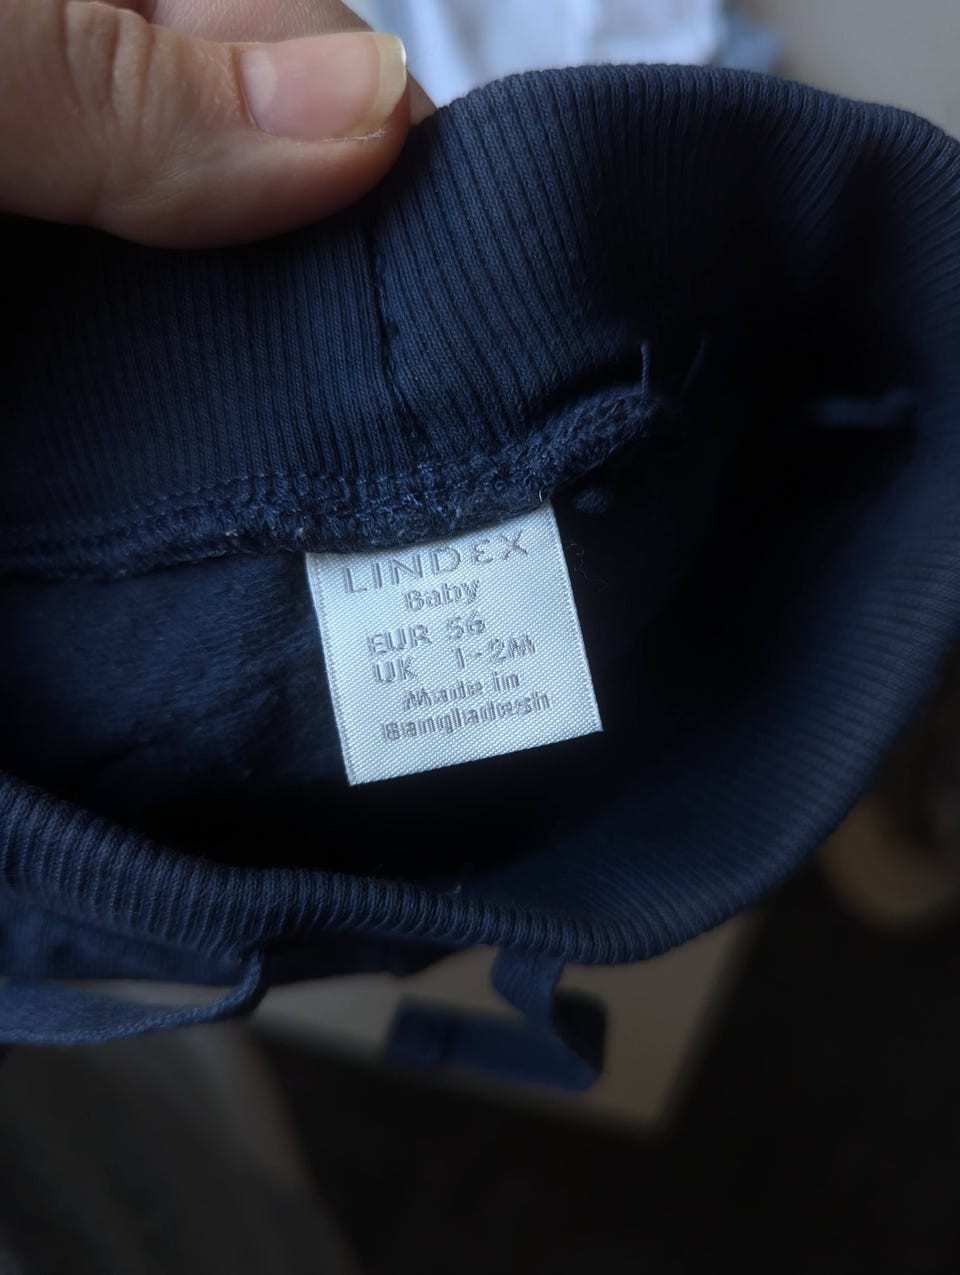 LINDEX
Baby
EUR 56
UK 1-2M
Made in
Bangladesh